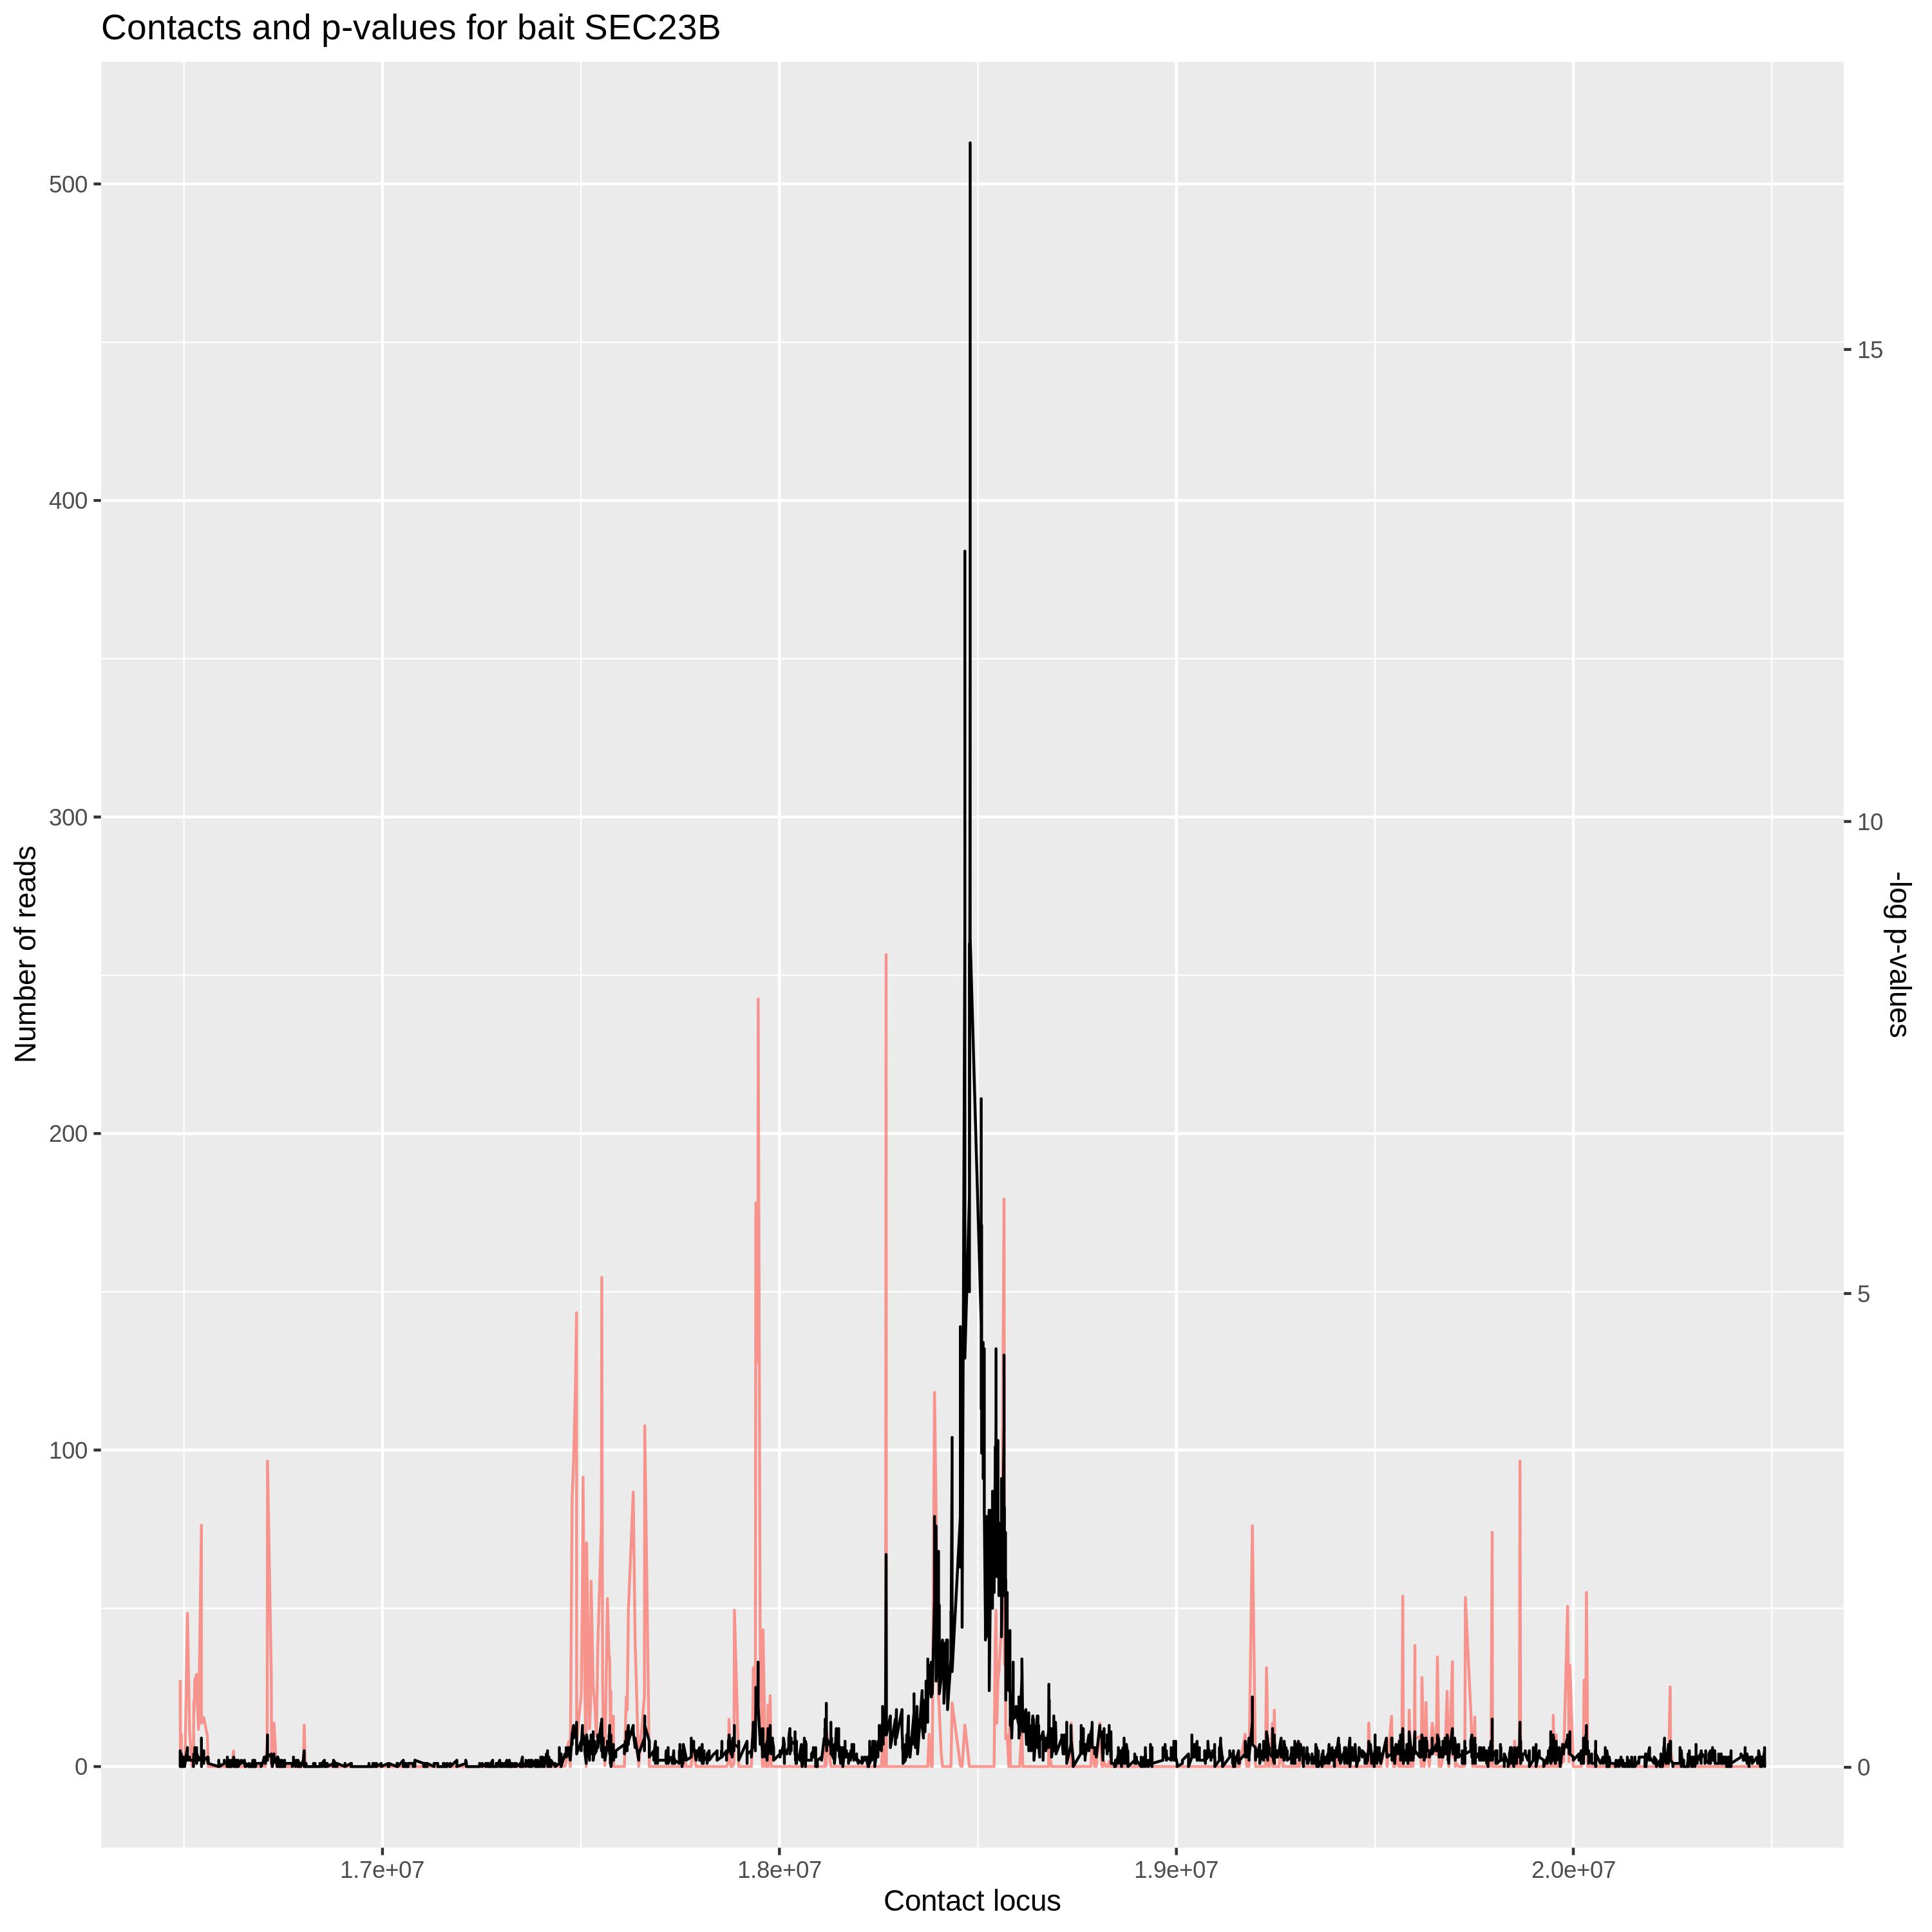 Contacts and p-values for bait SEC23B
500
400
300
200
100
0
Number of reads
15
10
5
0
-log p-values
1.7e+07
1.8e+07
1.9e+07
2.0e+07
Contact locus